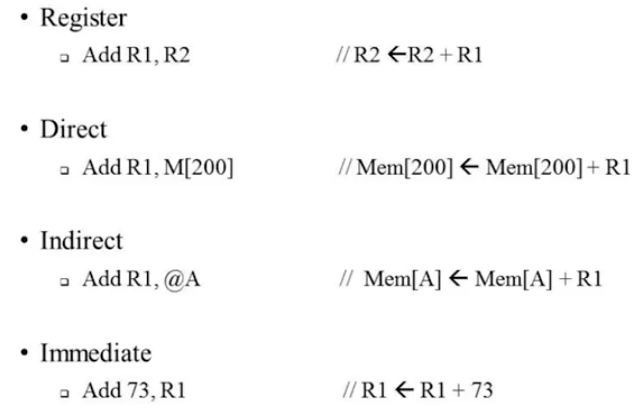 • Register
❑ Add R1, R2 // R2 ←R2 + R1
• Direct
❑ Add R1, M[200] // Mem[200] ← Mem[200] + R1
• Indirect
❑ Add R1, @A // Mem[A] ← Mem[A] + R1
• Immediate
❑ Add 73, R1 // R1 ← R1 + 73